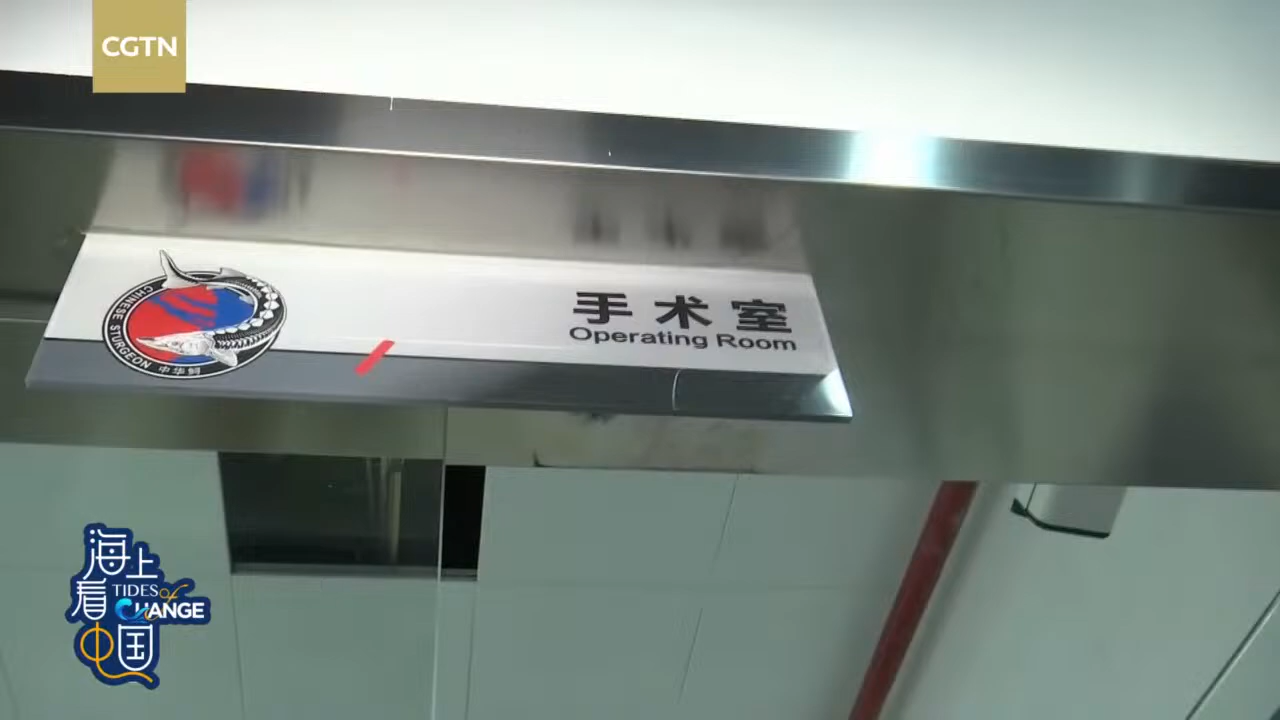 CGTN
CHINESE STURGEON 中华鲟
手术室
Operating Room
海上
看
TIDES of
CHANGE
中国